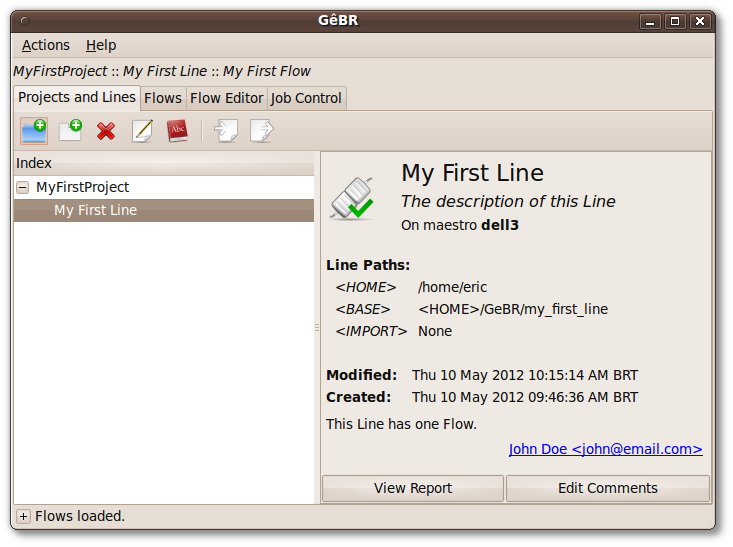 GêBR
Actions Help
MyFirstProject :: My First Line :: My First Flow
Projects and Lines Flows Flow Editor Job Control
Abc
Index
MyFirstProject
My First Line
My First Line
The description of this Line
On maestro dell3
Line Paths:
<HOME> /home/eric
<BASE> <HOME>/GeBR/my_first_line
<IMPORT> None
Modified: Thu 10 May 2012 10:15:14 AM BRT
Created: Thu 10 May 2012 09:46:36 AM BRT
This Line has one Flow.
John Doe <john@email.com>
View Report Edit Comments
Flows loaded.